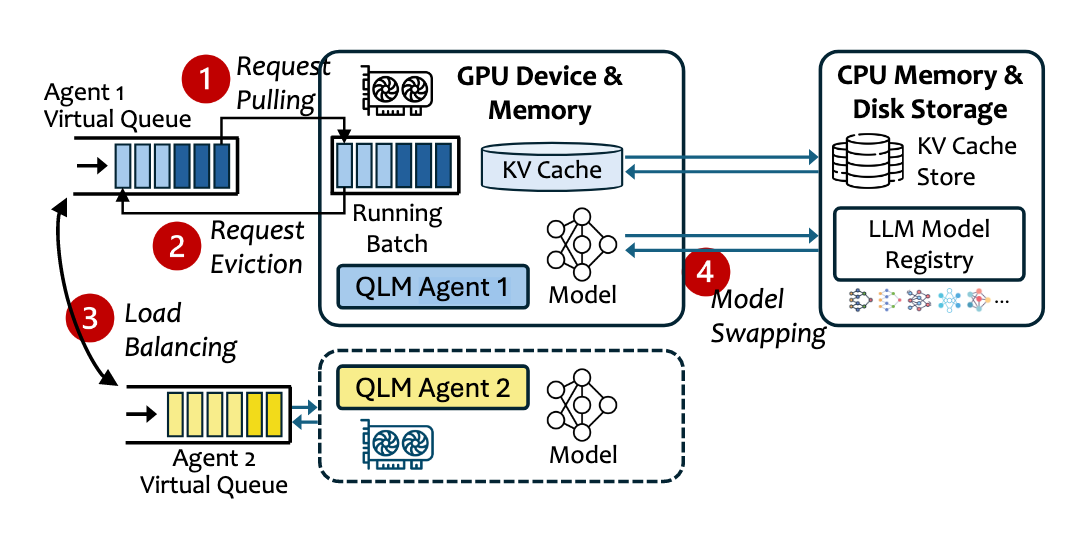 1
Request
Pulling
Agent 1
Virtual Queue
GPU Device &
Memory
CPU Memory &
Disk Storage
KV Cache
KV Cache
Store
Running
Batch
2
Request
Eviction
QLM Agent 1
Model
LLM Model
Registry
...
4
Model
Swapping
3
Load
Balancing
QLM Agent 2
Model
Agent 2
Virtual Queue